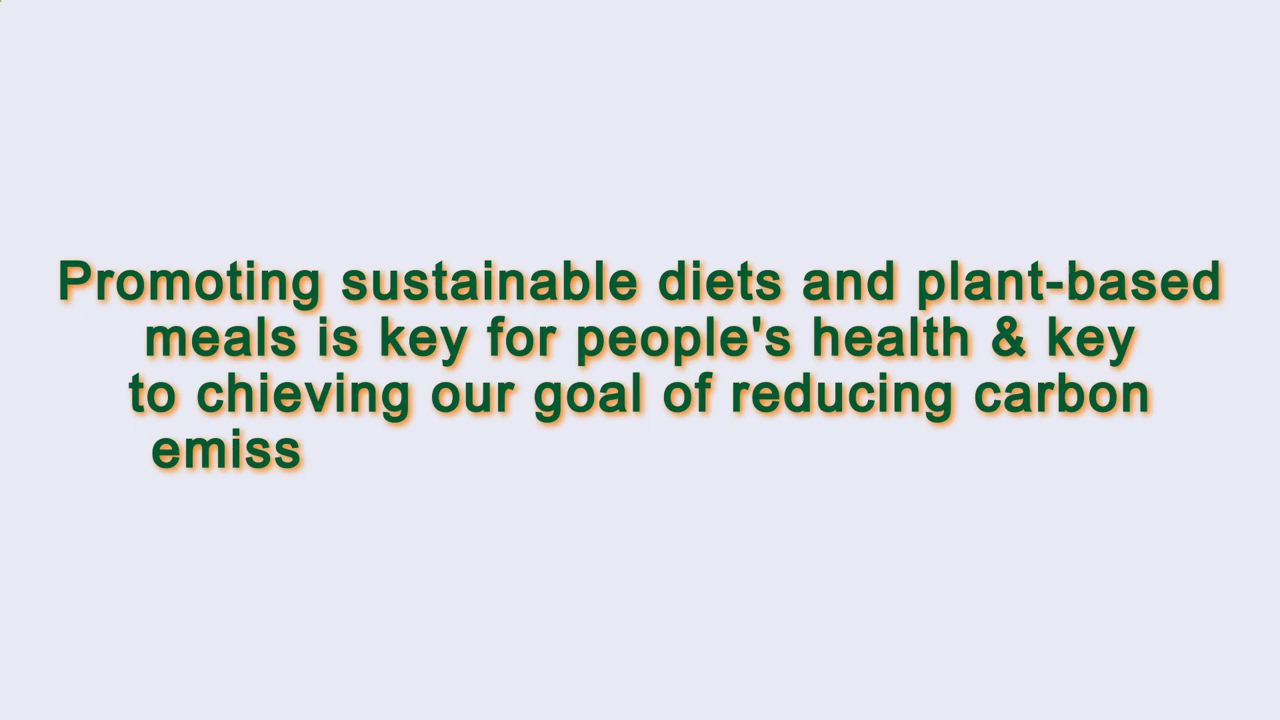 Promoting sustainable diets and plant-based
meals is key for people's health & key
to chieving our goal of reducing carbon
emiss